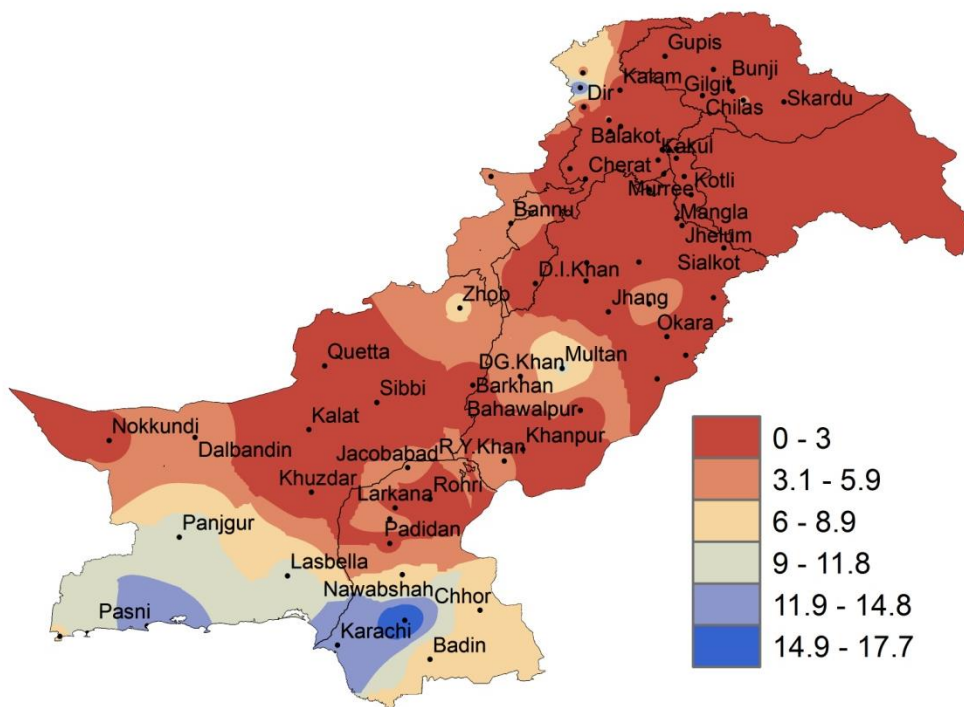 Gupis
Bunji
Kalam
Gilgit
Dir
Chilas
Skardu
Balakot
Kakul
Cherat
Kotli
Murree
Bannu
Mangla
Jhelum
Sialkot
D.I.Khan
Zhob
Jhang
Okara
Quetta
DG.Khan
Multan
Sibbi
Barkhan
Bahawalpur
Kalat
Nokkundi
Dalbandin
R.Y.Khan
Khanpur
Jacobabad
Khuzdar
Larkana
Rohri
Padidan
Panjgur
Lasbella
Nawabshah
Chhor
Pasni
Karachi
Badin
0 - 3
3.1 - 5.9
6 - 8.9
9 - 11.8
11.9 - 14.8
14.9 - 17.7